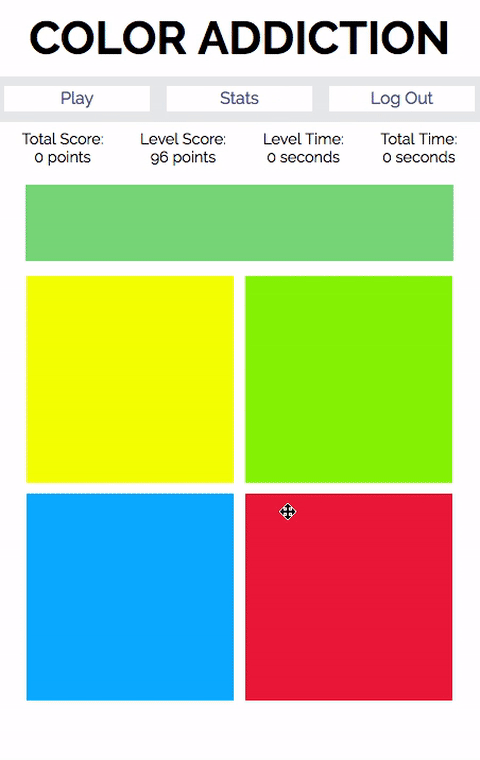 COLOR ADDICTION
Play Stats Log Out
Total Score: Level Score: Level Time: Total Time:
0 points 96 points 0 seconds 0 seconds